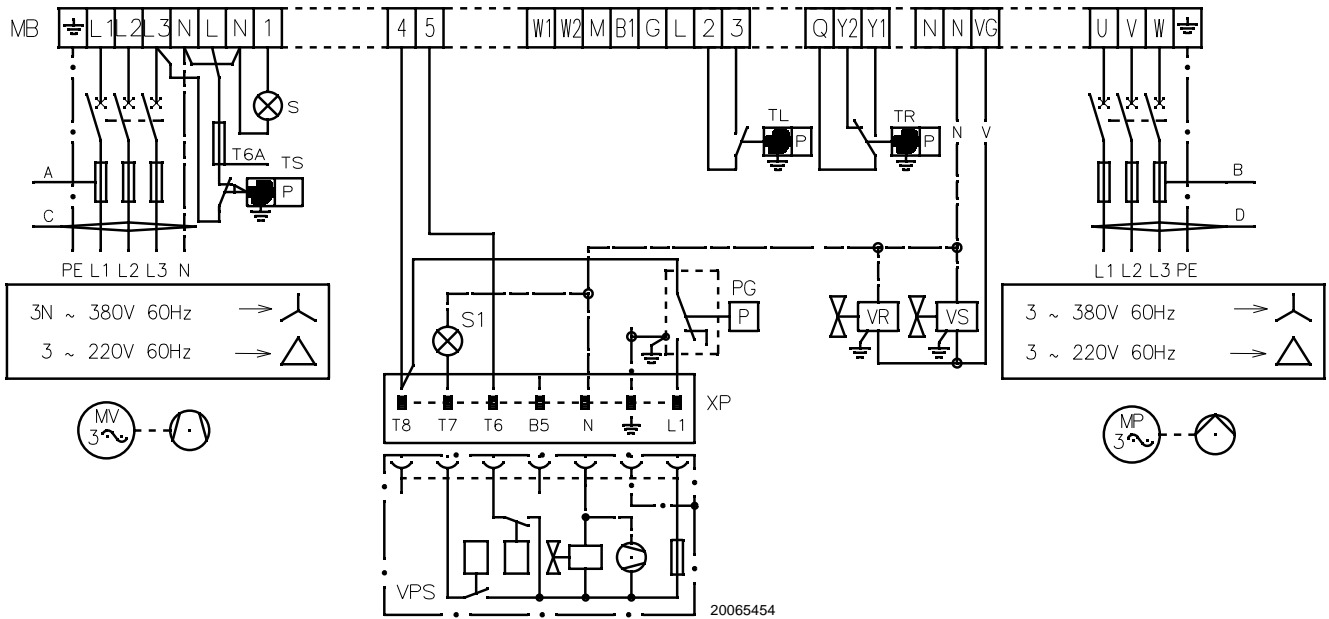 MB L1 L2 L3 N L N 1 4 5 W1 W2 M B1 G L 2 3 Q Y2 Y1 N N VG U V W
S TL TR
P P N V
T6A TS
A P B
C D
PE L1 L2 L3 N L1 L2 L3 PE
3N ~ 380V 60Hz S1 PG P VR VS 3 ~ 380V 60Hz
3 ~ 220V 60Hz 3 ~ 220V 60Hz
XP
MV 3 T8 T7 T6 B5 N L1 MP 3
VPS
20065454